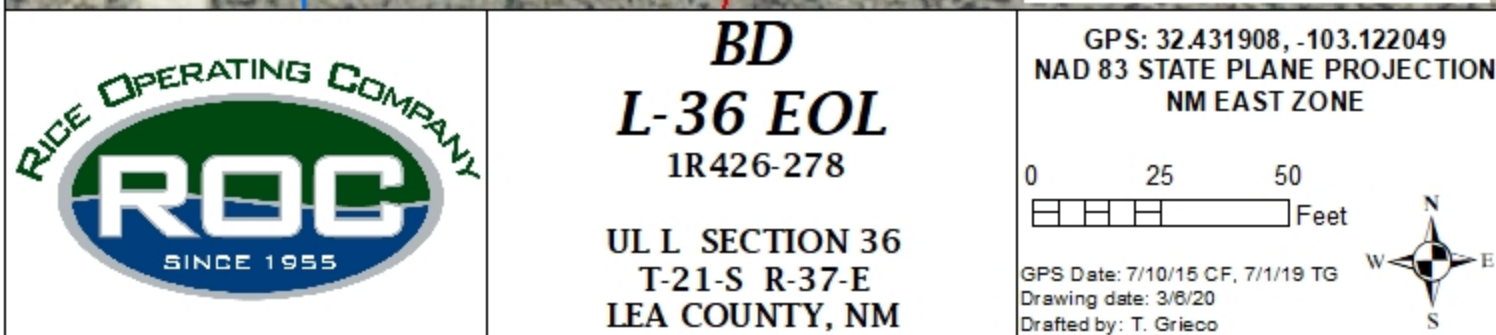 RICE OPERATING COMPANY
ROC
SINCE 1955
BD
L-36 EOL
1R426-278
UL L SECTION 36
T-21-S R-37-E
LEA COUNTY, NM
GPS: 32.431908, -103.122049
NAD 83 STATE PLANE PROJECTION
NM EAST ZONE
0 25 50
Feet
N
W E
S
GPS Date: 7/10/15 CF, 7/1/19 TG
Drawing date: 3/6/20
Drafted by: T. Grieco